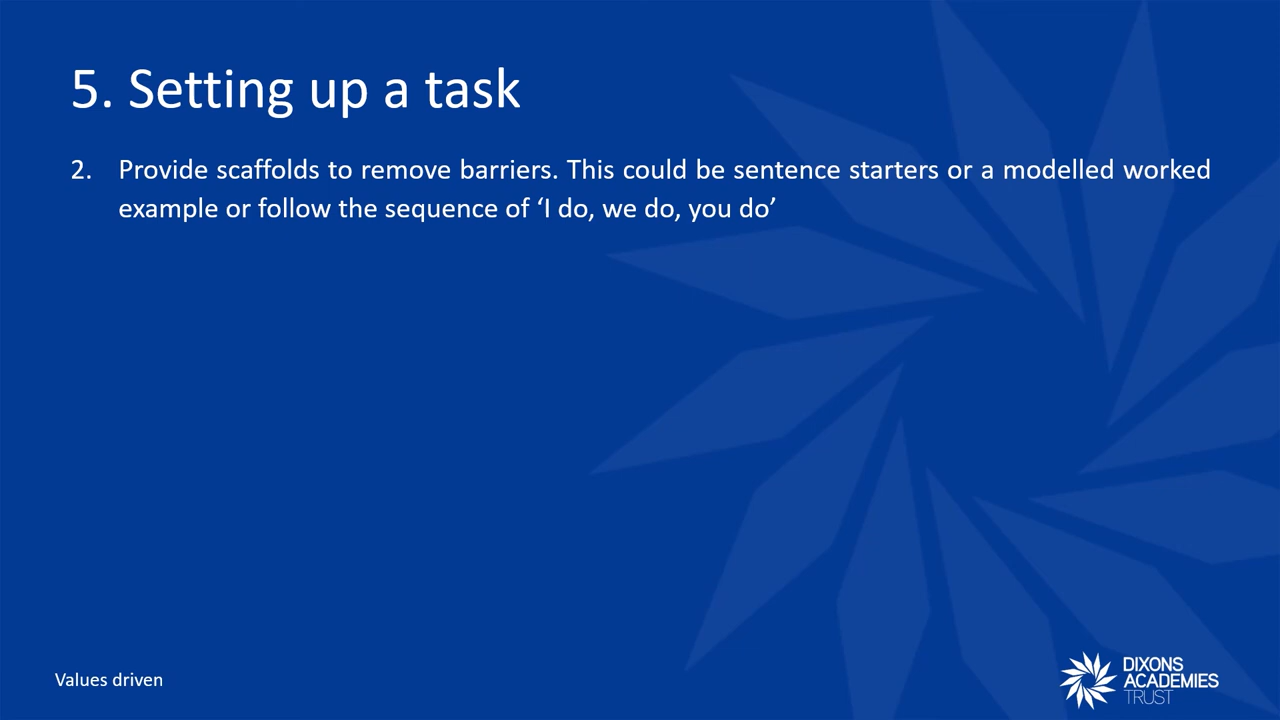 5. Setting up a task
2. Provide scaffolds to remove barriers. This could be sentence starters or a modelled worked
example or follow the sequence of ‘I do, we do, you do’
Values driven
DIXONS
ACADEMIES
TRUST